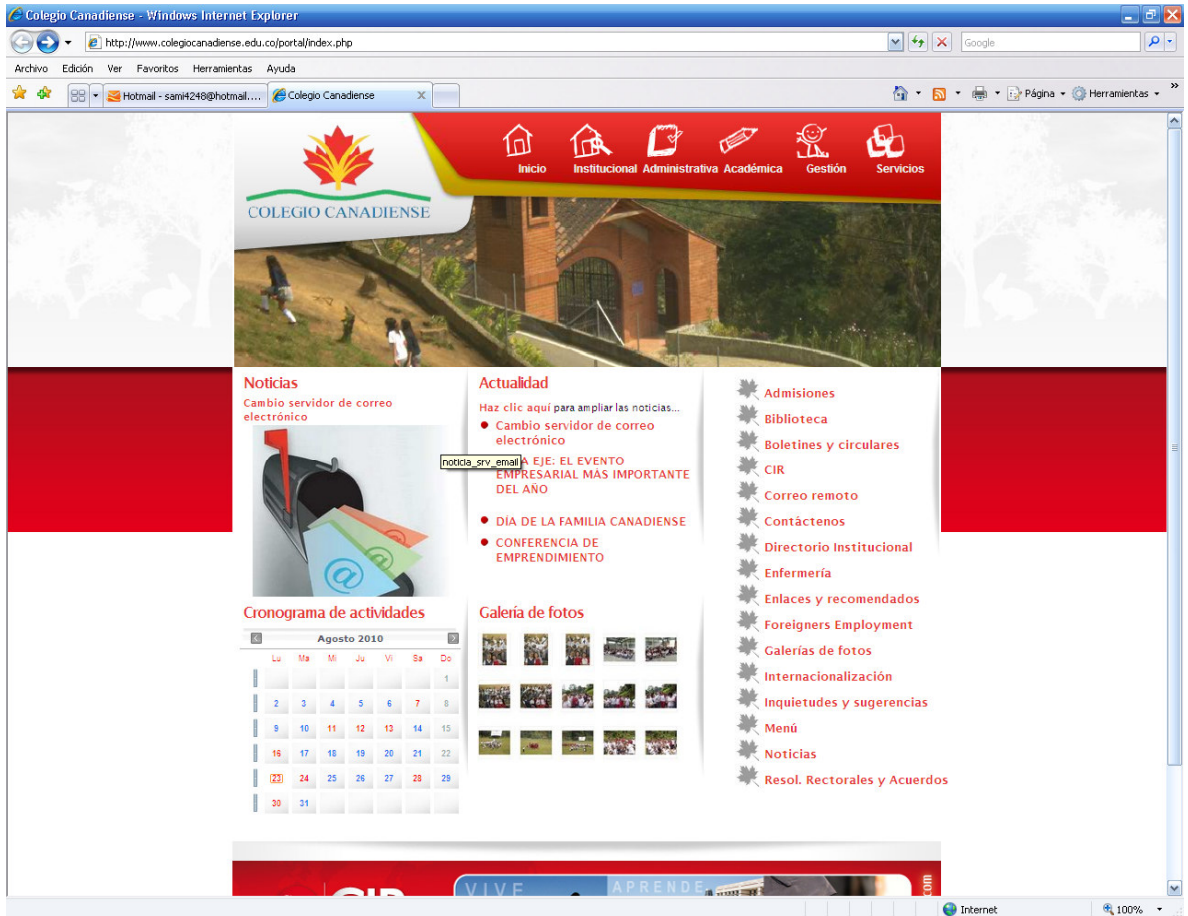 Colegio Canadiense - Windows Internet Explorer
http://www.colegiocanadiense.edu.co/portal/index.php
Google
Archivo Edición Ver Favoritos Herramientas Ayuda
Hotmail - sami4248@hotmail....
Colegio Canadiense
Página
Herramientas
Inicio
Institucional
Administrativa
Académica
Gestión
Servicios
COLEGIO CANADIENSE
Noticias
Cambio servidor de correo
electrónico
noticia_srv_email
Actualidad
Haz clic aquí para ampliar las noticias...
Cambio servidor de correo
electrónico
A EJE: EL EVENTO
EMPRESARIAL MÁS IMPORTANTE
DEL AÑO
DÍA DE LA FAMILIA CANADIENSE
CONFERENCIA DE
EMPRENDIMIENTO
Admisiones
Biblioteca
Boletines y circulares
CIR
Correo remoto
Contáctenos
Directorio Institucional
Enfermería
Enlaces y recomendados
Foreigners Employment
Galerías de fotos
Internacionalización
Inquietudes y sugerencias
Menú
Noticias
Resol. Rectorales y Acuerdos
Cronograma de actividades
Agosto 2010
Lu Ma Mi Ju Vi Sa Do
1
2 3 4 5 6 7 8
9 10 11 12 13 14 15
16 17 18 19 20 21 22
23 24 25 26 27 28 29
30 31
Galería de fotos
VIVE
APRENDE
.com
Internet
100%